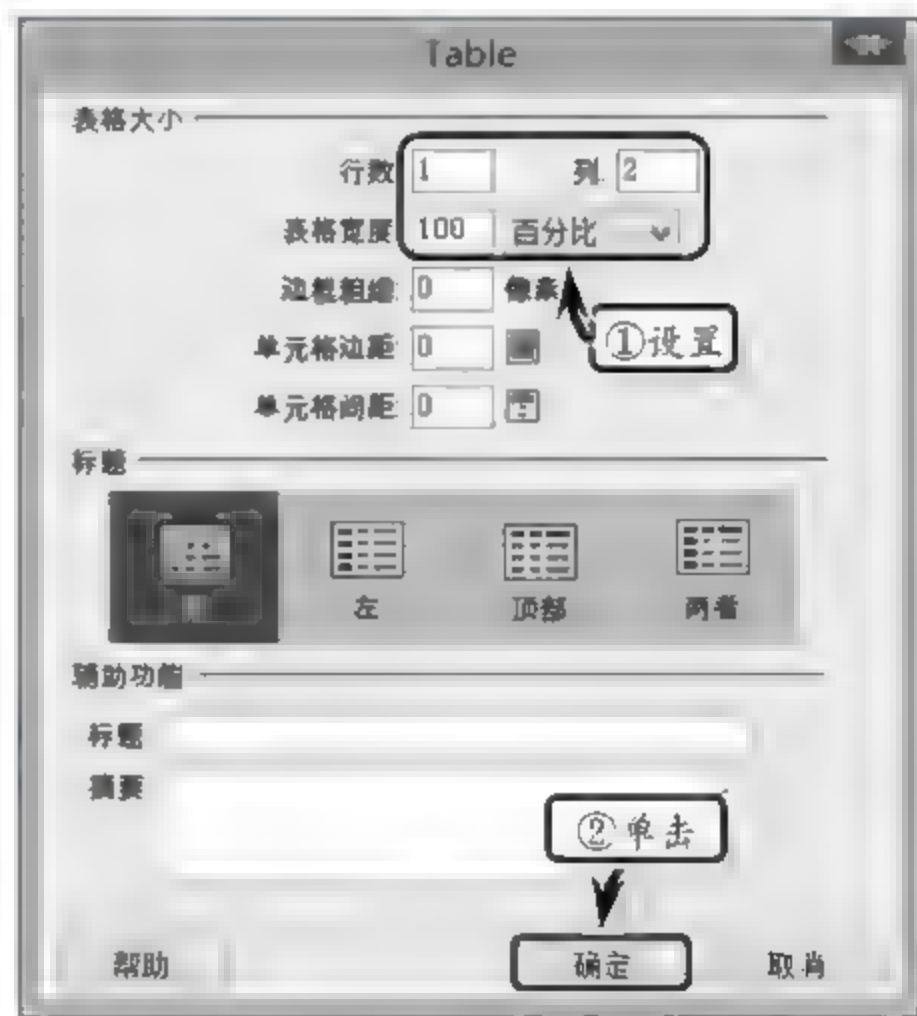 Table
表格大小
行数 1 列 2
表格宽度 100 百分比
边框粗细 0 像素
①设置
单元格边距 0
单元格间距 0
标题
左 顶部 两者
辅助功能
标题
摘要
②单击
帮助 确定 取消